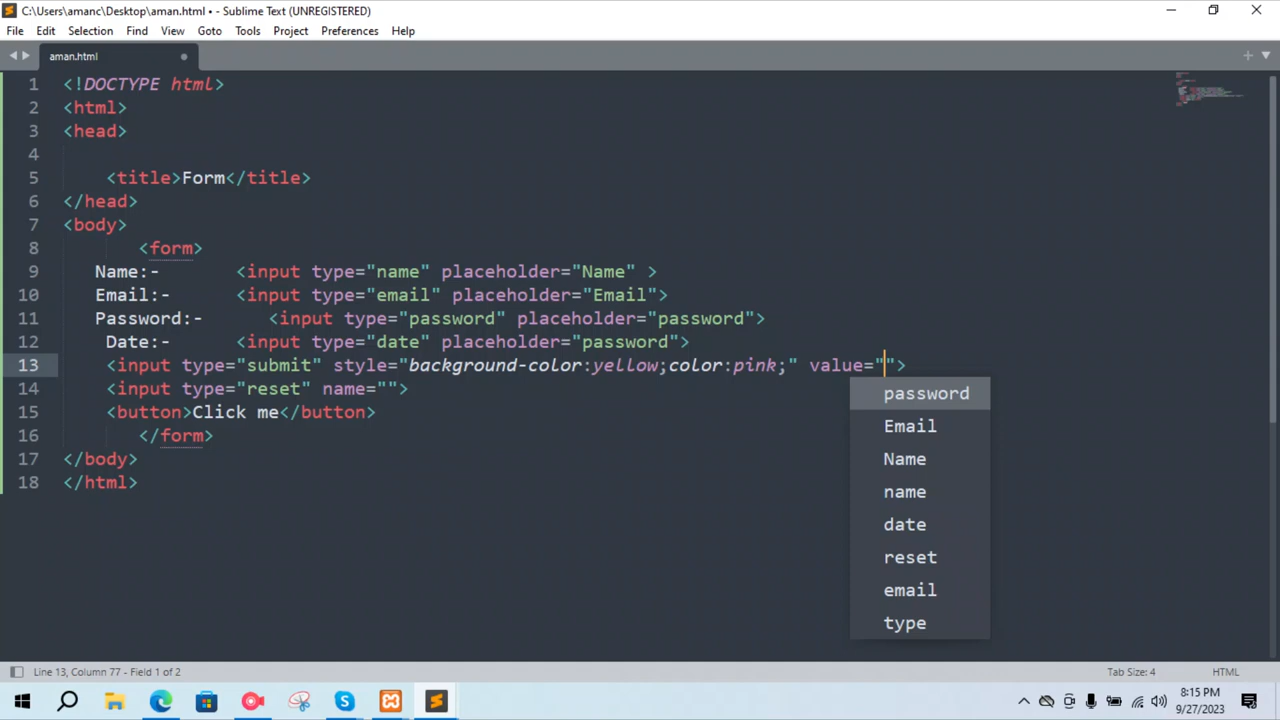 C:\Users\amanc\Desktop\aman.html • - Sublime Text (UNREGISTERED)
File Edit Selection Find View Goto Tools Project Preferences Help
aman.html
1 <!DOCTYPE html>
2 <html>
3 <head>
4
5 <title>Form</title>
6 </head>
7 <body>
8 <form>
9 Name:- <input type="name" placeholder="Name" >
10 Email:- <input type="email" placeholder="Email">
11 Password:- <input type="password" placeholder="password">
12 Date:- <input type="date" placeholder="password">
13 <input type="submit" style="background-color:yellow;color:pink;" value="">
14 <input type="reset" name="">
15 <button>Click me</button>
16 </form>
17 </body>
18 </html>
password
Email
Name
name
date
reset
email
type
Line 13, Column 77 - Field 1 of 2 Tab Size: 4 HTML
8:15 PM
9/27/2023